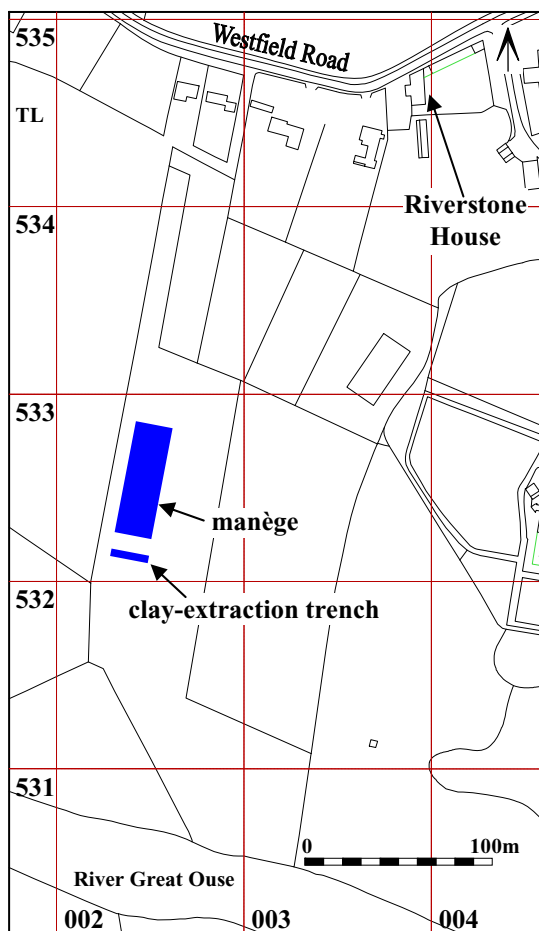 535
Westfield Road
TL
534
Riverstone
House
533
manège
532
clay-extraction trench
531
0 100m
River Great Ouse
002 003 004